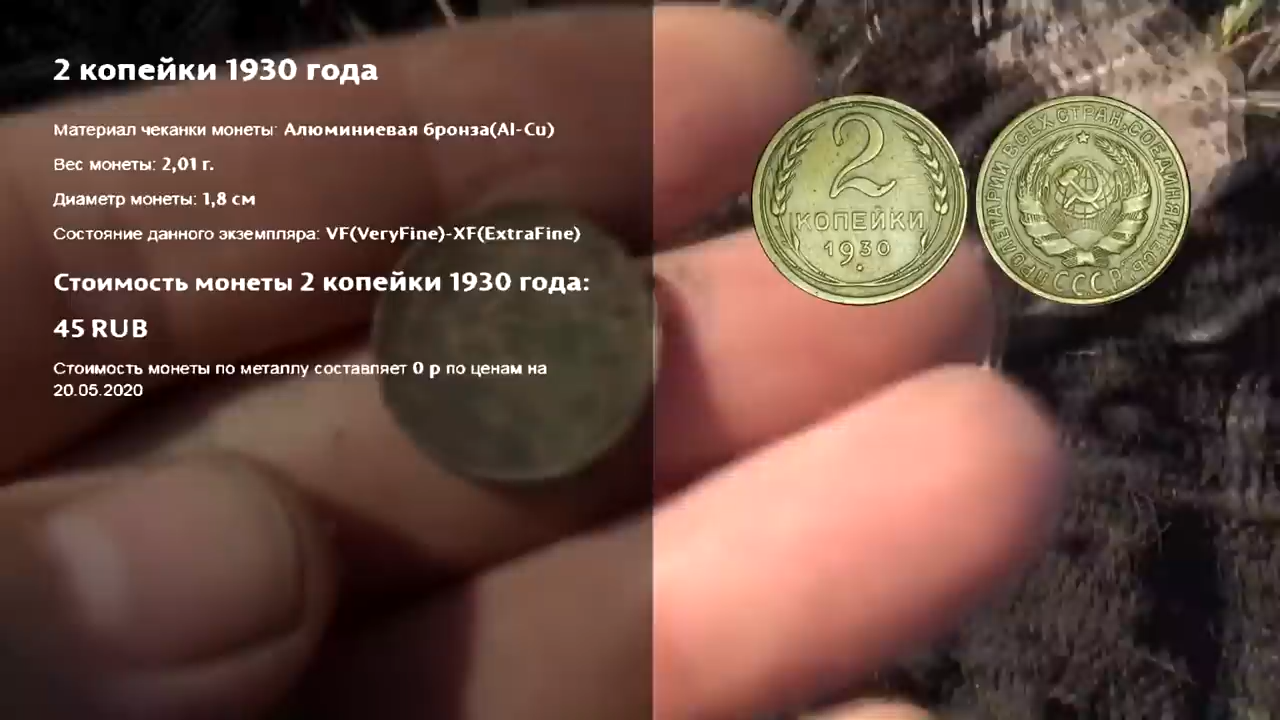 2 копейки 1930 года
Материал чеканки монеты: Алюминиевая бронза(Al-Cu)
Вес монеты: 2,01 г.
Диаметр монеты: 1,8 см
Состояние данного экземпляра: VF(VeryFine)-XF(ExtraFine)
Стоимость монеты 2 копейки 1930 года:
45 RUB
Стоимость монеты по металлу составляет 0 р по ценам на
20.05.2020
2
КОПЕЙКИ
1930
ПРОЛЕТАРИИ ВСЕХ СТРАН, СОЕДИНЯЙТЕСЬ!
СССР